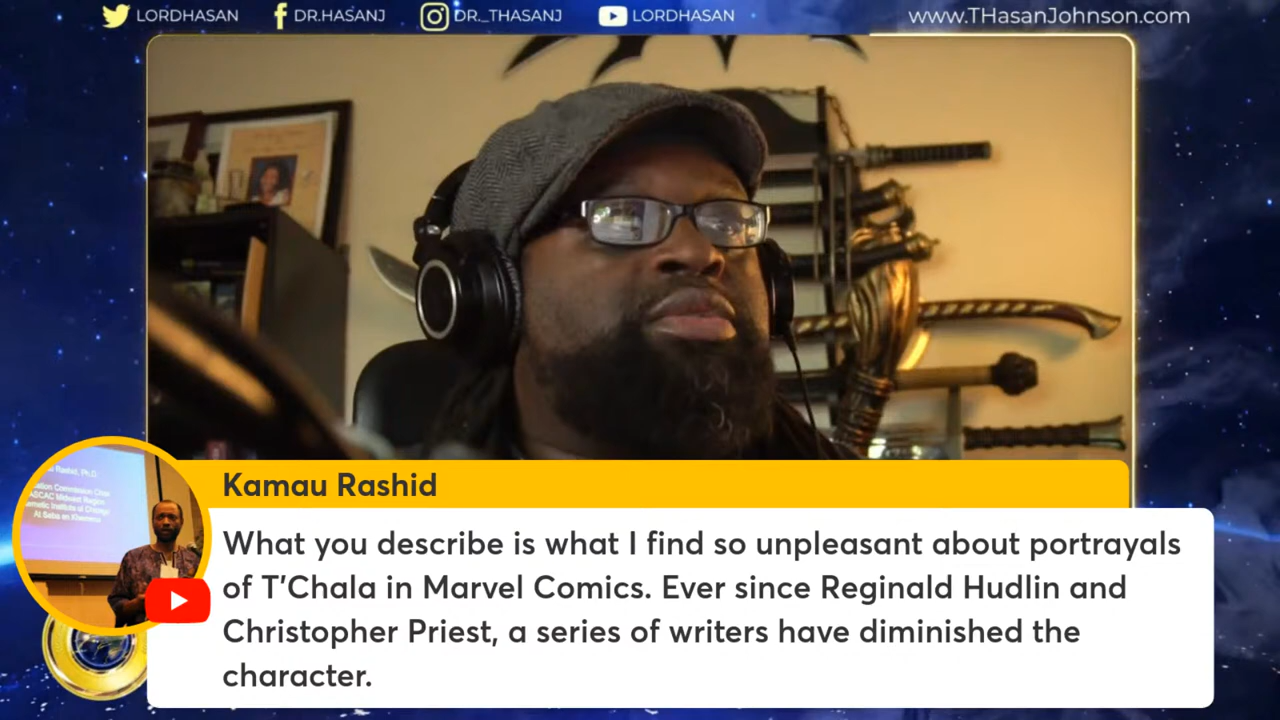 LORDHASAN DR.HASANJ DR._THASANJ LORDHASAN www.THasanJohnson.com
Rashid, Ph.D.
Kamau Rashid
What you describe is what I find so unpleasant about portrayals
of T'Chala in Marvel Comics. Ever since Reginald Hudlin and
Christopher Priest, a series of writers have diminished the
character.